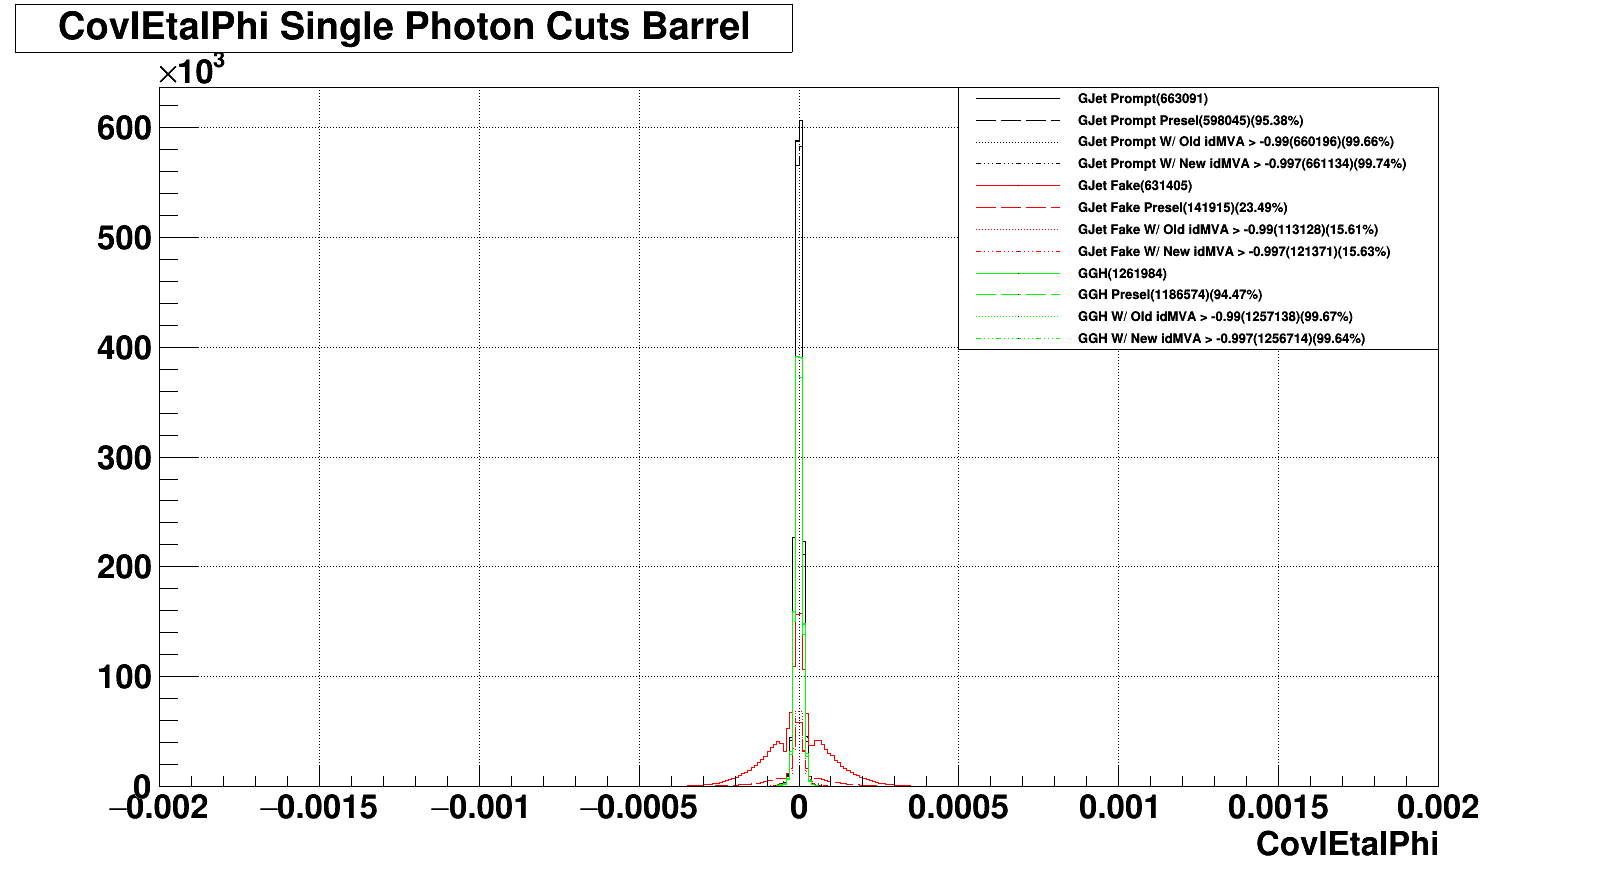 CovIEtaIPhi Single Photon Cuts Barrel
×10³
600
500
400
300
200
100
0
GJet Prompt(663091)
GJet Prompt Presel(598045)(95.38%)
GJet Prompt W/ Old idMVA > -0.99(660196)(99.66%)
GJet Prompt W/ New idMVA > -0.997(661134)(99.74%)
GJet Fake(631405)
GJet Fake Presel(141915)(23.49%)
GJet Fake W/ Old idMVA > -0.99(113128)(15.61%)
GJet Fake W/ New idMVA > -0.997(121371)(15.63%)
GGH(1261984)
GGH Presel(1186574)(94.47%)
GGH W/ Old idMVA > -0.99(1257138)(99.67%)
GGH W/ New idMVA > -0.997(1256714)(99.64%)
−0.002 −0.0015 −0.001 −0.0005 0 0.0005 0.001 0.0015 0.002
CovIEtaIPhi